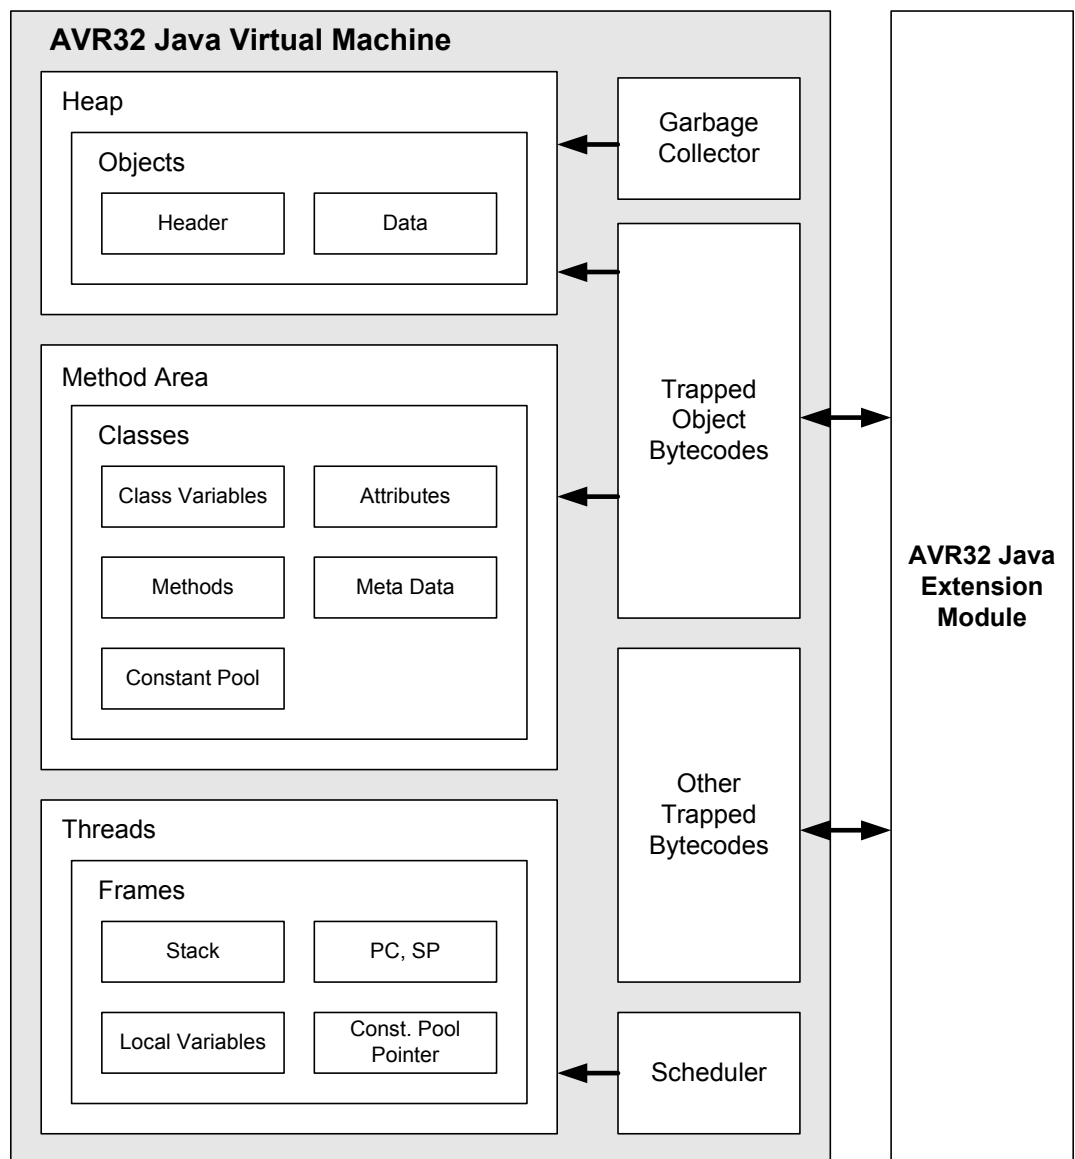 AVR32 Java Virtual Machine
Heap
Objects
Header
Data
Garbage
Collector
Method Area
Classes
Class Variables
Attributes
Methods
Meta Data
Constant Pool
Trapped
Object
Bytecodes
Threads
Frames
Stack
PC, SP
Local Variables
Const. Pool
Pointer
Other
Trapped
Bytecodes
Scheduler
AVR32 Java
Extension
Module